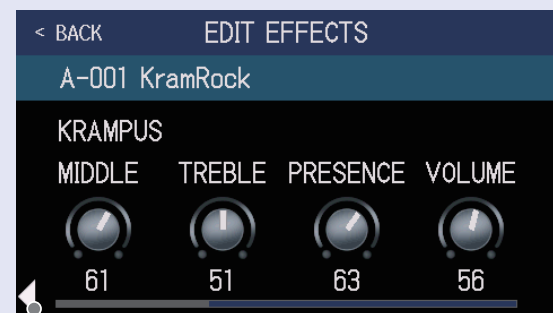 < BACK EDIT EFFECTS
A-001 KramRock
KRAMPUS
MIDDLE TREBLE PRESENCE VOLUME
61 51 63 56